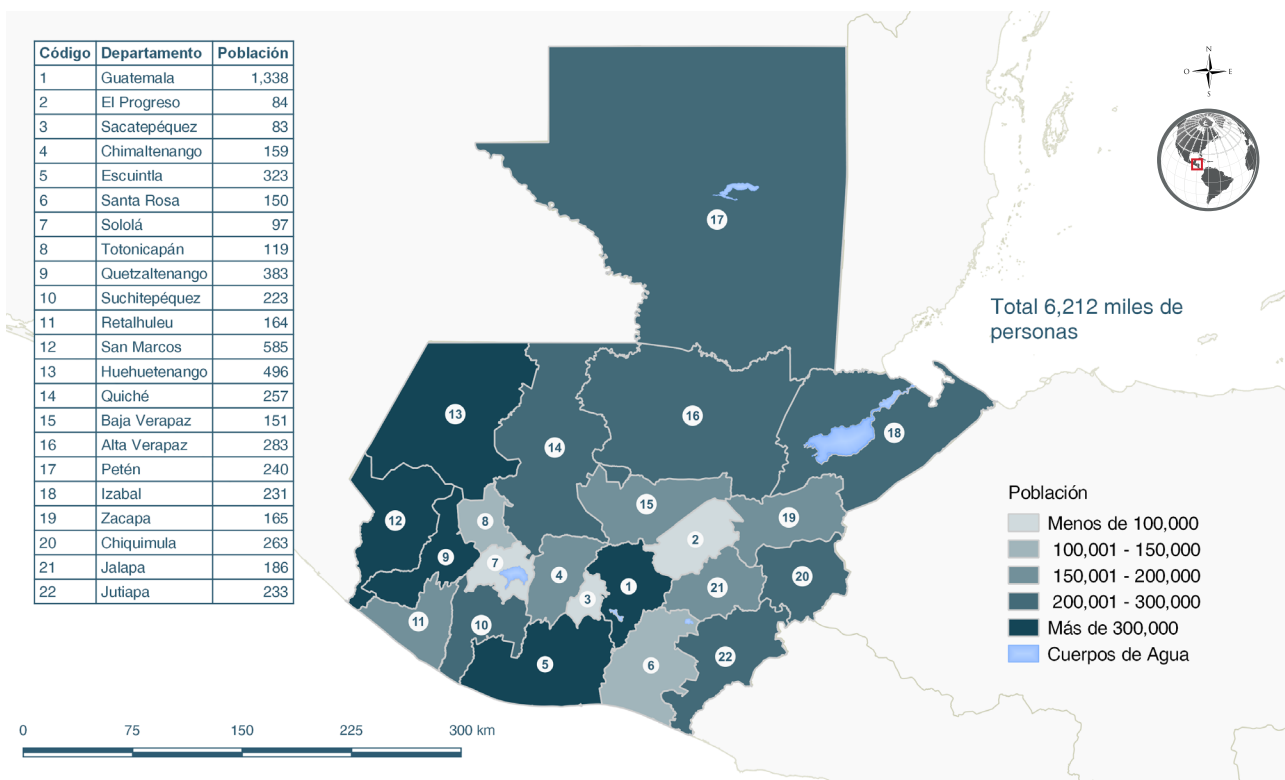 Código Departamento Población
1 Guatemala 1,338
2 El Progreso 84
3 Sacatepéquez 83
4 Chimaltenango 159
5 Escuintla 323
6 Santa Rosa 150
7 Sololá 97
8 Totonicapán 119
9 Quetzaltenango 383
10 Suchitepéquez 223
11 Retalhuleu 164
12 San Marcos 585
13 Huehuetenango 496
14 Quiché 257
15 Baja Verapaz 151
16 Alta Verapaz 283
17 Petén 240
18 Izabal 231
19 Zacapa 165
20 Chiquimula 263
21 Jalapa 186
22 Jutiapa 233
N
O E
S
17
Total 6,212 miles de
personas
13
16
14
18
15
12
8
19
2
9
7
4
20
1
21
3
11
10
22
5
6
Población
Menos de 100,000
100,001 - 150,000
150,001 - 200,000
200,001 - 300,000
Más de 300,000
Cuerpos de Agua
0 75 150 225 300 km